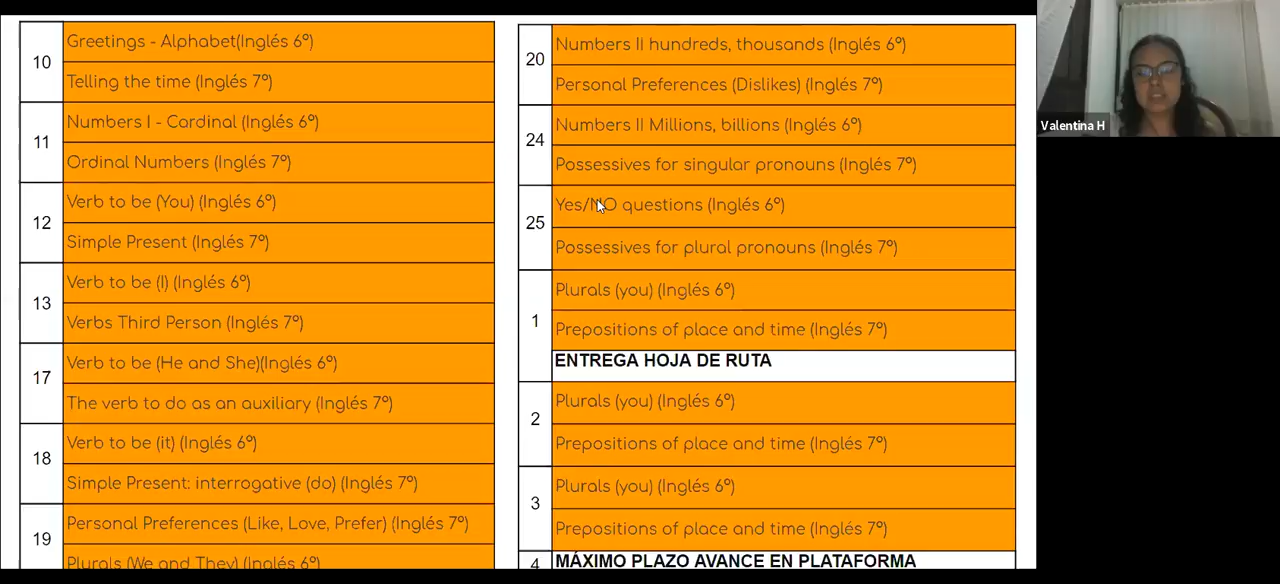 10
Greetings - Alphabet(Inglés 6º)
Telling the time (Inglés 7º)
11
Numbers I - Cardinal (Inglés 6º)
Ordinal Numbers (Inglés 7º)
12
Verb to be (You) (Inglés 6º)
Simple Present (Inglés 7º)
13
Verb to be (I) (Inglés 6º)
Verbs Third Person (Inglés 7º)
17
Verb to be (He and She)(Inglés 6º)
The verb to do as an auxiliary (Inglés 7º)
18
Verb to be (it) (Inglés 6º)
Simple Present: interrogative (do) (Inglés 7º)
19
Personal Preferences (Like, Love, Prefer) (Inglés 7º)
Plurals (We and They) (Inglés 6º)
20
Numbers II hundreds, thousands (Inglés 6º)
Personal Preferences (Dislikes) (Inglés 7º)
24
Numbers II Millions, billions (Inglés 6º)
Possessives for singular pronouns (Inglés 7º)
25
Yes/NO questions (Inglés 6º)
Possessives for plural pronouns (Inglés 7º)
1
Plurals (you) (Inglés 6º)
Prepositions of place and time (Inglés 7º)
ENTREGA HOJA DE RUTA
2
Plurals (you) (Inglés 6º)
Prepositions of place and time (Inglés 7º)
3
Plurals (you) (Inglés 6º)
Prepositions of place and time (Inglés 7º)
4
MÁXIMO PLAZO AVANCE EN PLATAFORMA
Valentina H